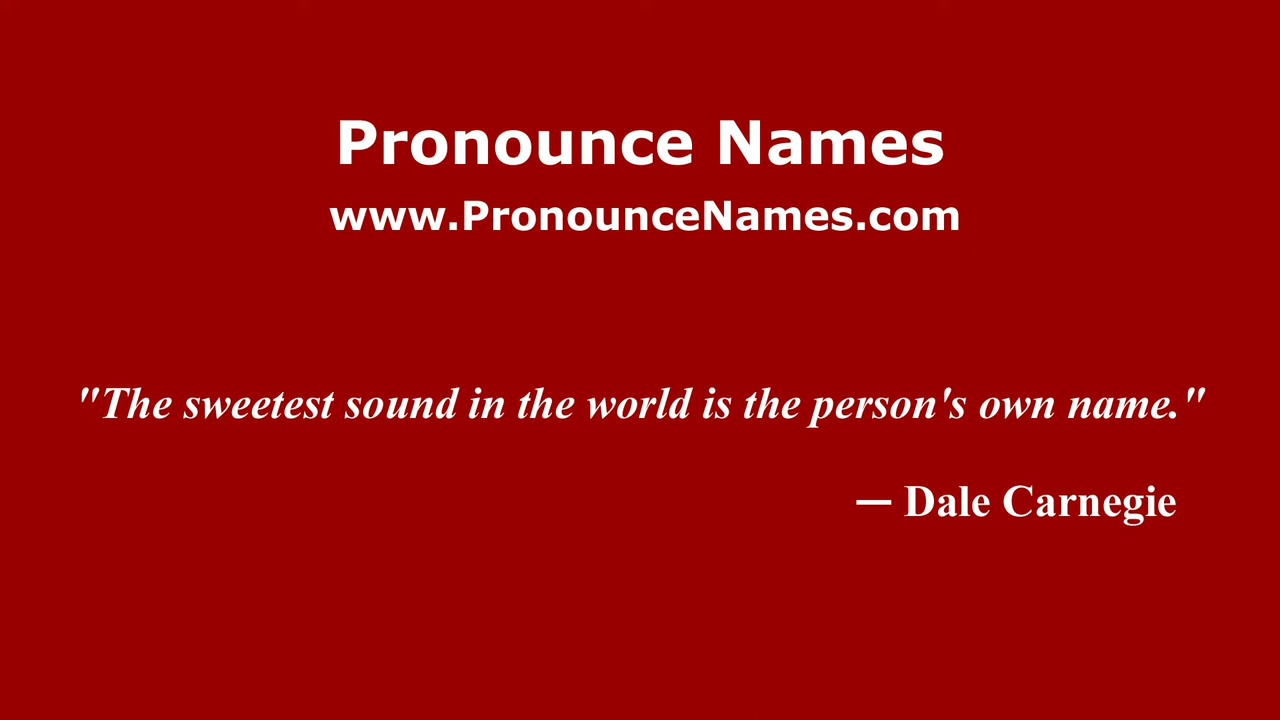 Pronounce Names
www.PronounceNames.com
"The sweetest sound in the world is the person's own name."
— Dale Carnegie